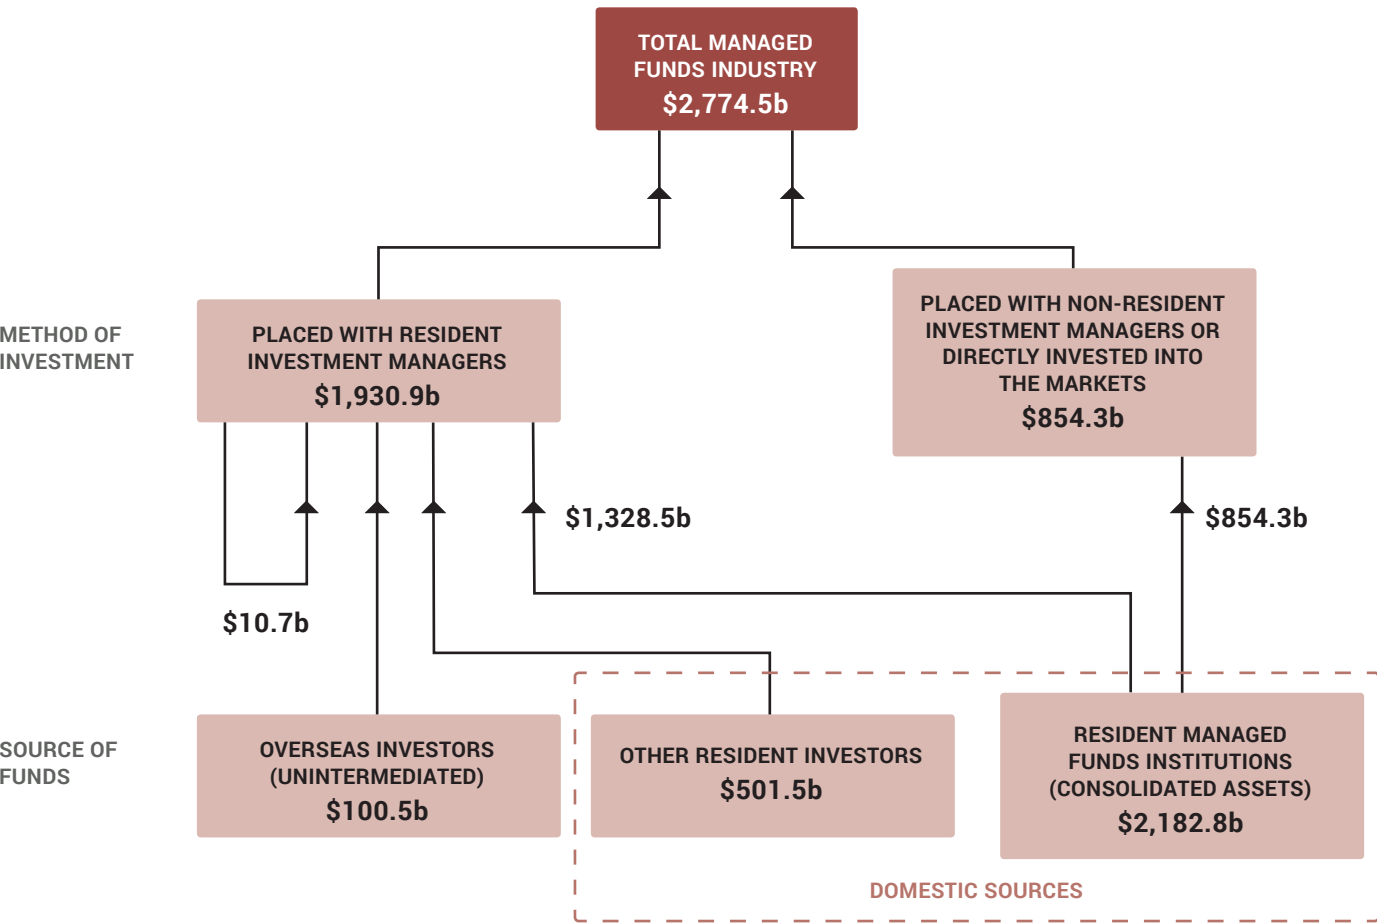 TOTAL MANAGED
FUNDS INDUSTRY
$2,774.5b
METHOD OF
INVESTMENT
PLACED WITH RESIDENT
INVESTMENT MANAGERS
$1,930.9b
PLACED WITH NON-RESIDENT
INVESTMENT MANAGERS OR
DIRECTLY INVESTED INTO
THE MARKETS
$854.3b
$1,328.5b
$854.3b
$10.7b
SOURCE OF
FUNDS
OVERSEAS INVESTORS
(UNINTERMEDIATED)
$100.5b
OTHER RESIDENT INVESTORS
$501.5b
RESIDENT MANAGED
FUNDS INSTITUTIONS
(CONSOLIDATED ASSETS)
$2,182.8b
DOMESTIC SOURCES